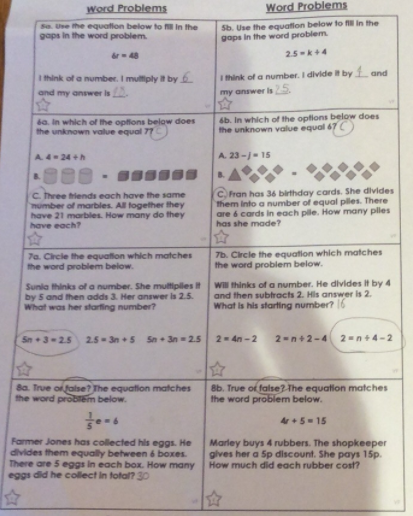 Word Problems
Word Problems
5a. Use the equation below to fill in the
gaps in the word problem.
6r = 48
I think of a number. I multiply it by 6
and my answer is
5b. Use the equation below to fill in the
gaps in the word problem.
2.5 = k ÷ 4
I think of a number. I divide it by __ and
my answer is 2.5.
6a. In which of the options below does
the unknown value equal 7? C
A. 4 = 24 ÷ h
B. =
C. Three friends each have the same
number of marbles. All together they
have 21 marbles. How many do they
have each?
6b. In which of the options below does
the unknown value equal 6? C
A. 23 – j = 15
B. =
C. Fran has 36 birthday cards. She divides
them into a number of equal piles. There
are 6 cards in each pile. How many piles
has she made?
7a. Circle the equation which matches
the word problem below.
Sunia thinks of a number. She multiplies it
by 5 and then adds 3. Her answer is 2.5.
What was her starting number?
5n + 3 = 2.5 2.5 = 3n + 5 5n + 3n = 2.5
7b. Circle the equation which matches
the word problem below.
Will thinks of a number. He divides it by 4
and then subtracts 2. His answer is 2.
What is his starting number? 16
2 = 4n – 2 2 = n ÷ 2 – 4 2 = n ÷ 4 – 2
8a. True or false? The equation matches
the word problem below.
1/5 e = 6
Farmer Jones has collected his eggs. He
divides them equally between 6 boxes.
There are 5 eggs in each box. How many
eggs did he collect in total? 30
8b. True or false? The equation matches
the word problem below.
4r + 5 = 15
Marley buys 4 rubbers. The shopkeeper
gives her a 5p discount. She pays 15p.
How much did each rubber cost?